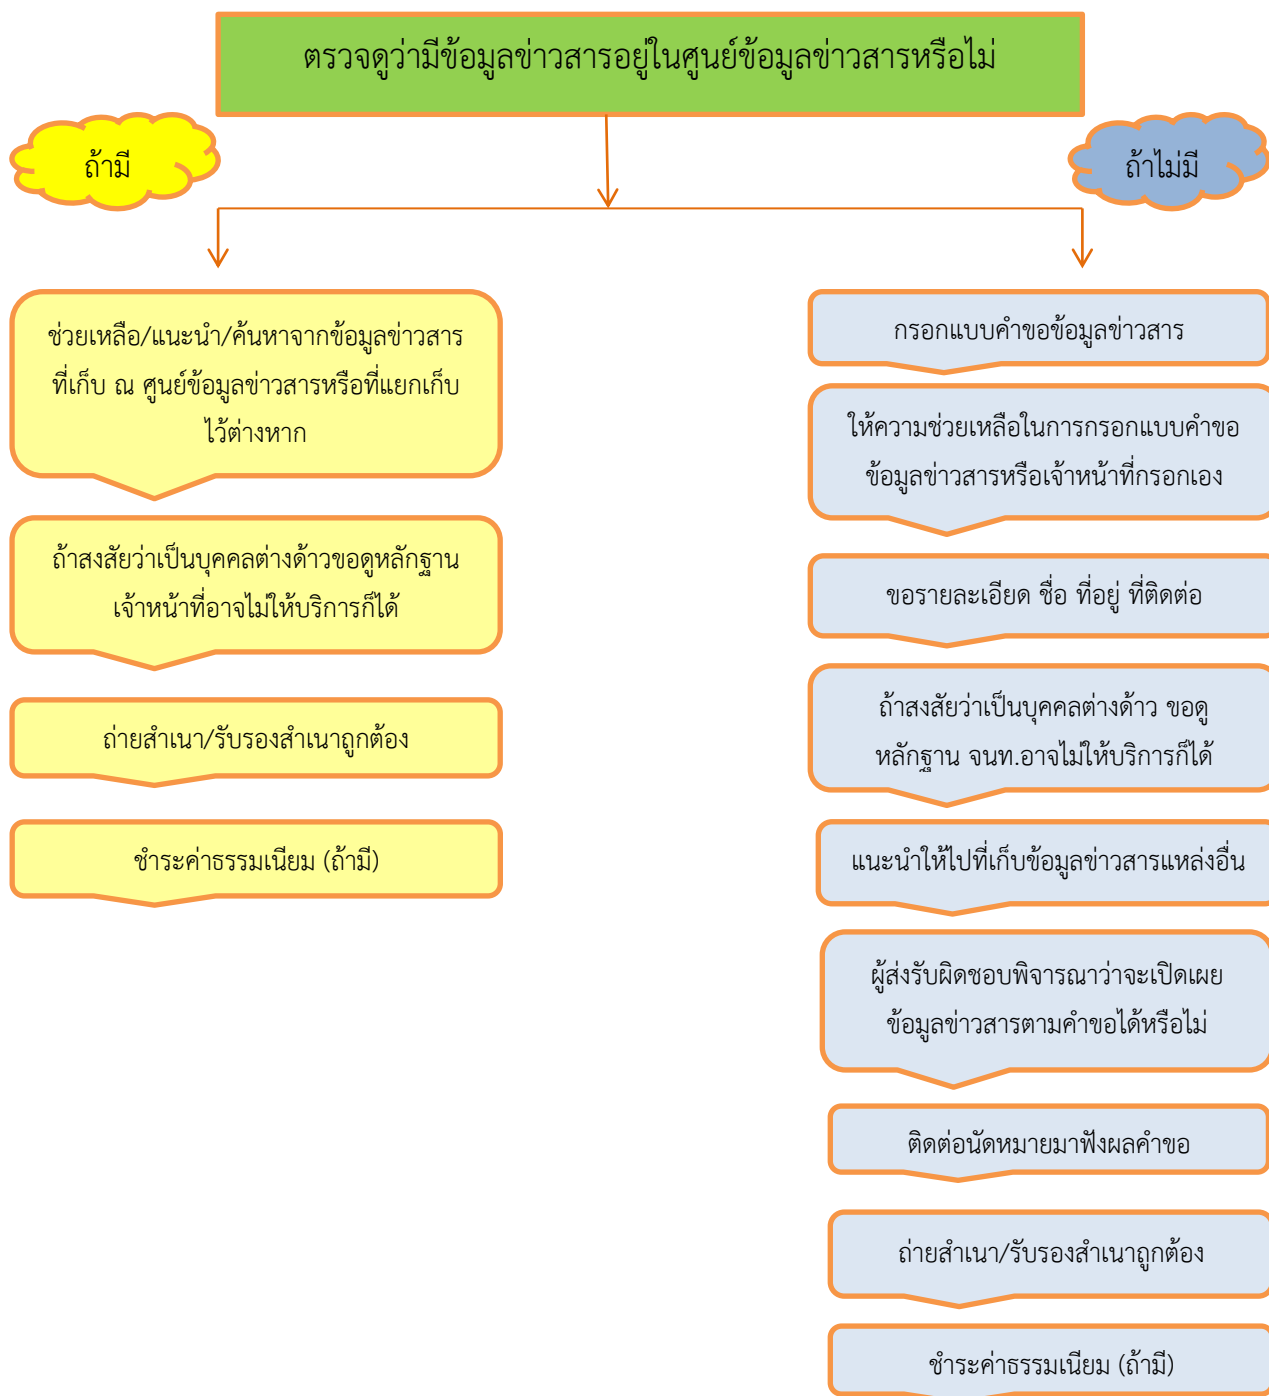 ตรวจดูว่ามีข้อมูลข่าวสารอยู่ในศูนย์ข้อมูลข่าวสารหรือไม่
ถ้ามี
ถ้าไม่มี
ช่วยเหลือ/แนะนำ/ค้นหาจากข้อมูลข่าวสาร
ที่เก็บ ณ ศูนย์ข้อมูลข่าวสารหรือที่แยกเก็บ
ไว้ต่างหาก
ถ้าสงสัยว่าเป็นบุคคลต่างด้าวขอดูหลักฐาน
เจ้าหน้าที่อาจไม่ให้บริการก็ได้
ถ่ายสำเนา/รับรองสำเนาถูกต้อง
ชำระค่าธรรมเนียม (ถ้ามี)
กรอกแบบคำขอข้อมูลข่าวสาร
ให้ความช่วยเหลือในการกรอกแบบคำขอ
ข้อมูลข่าวสารหรือเจ้าหน้าที่กรอกเอง
ขอรายละเอียด ชื่อ ที่อยู่ ที่ติดต่อ
ถ้าสงสัยว่าเป็นบุคคลต่างด้าว ขอดู
หลักฐาน จนท.อาจไม่ให้บริการก็ได้
แนะนำให้ไปที่เก็บข้อมูลข่าวสารแหล่งอื่น
ผู้ส่งรับผิดชอบพิจารณาว่าจะเปิดเผย
ข้อมูลข่าวสารตามคำขอได้หรือไม่
ติดต่อนัดหมายมาฟังผลคำขอ
ถ่ายสำเนา/รับรองสำเนาถูกต้อง
ชำระค่าธรรมเนียม (ถ้ามี)